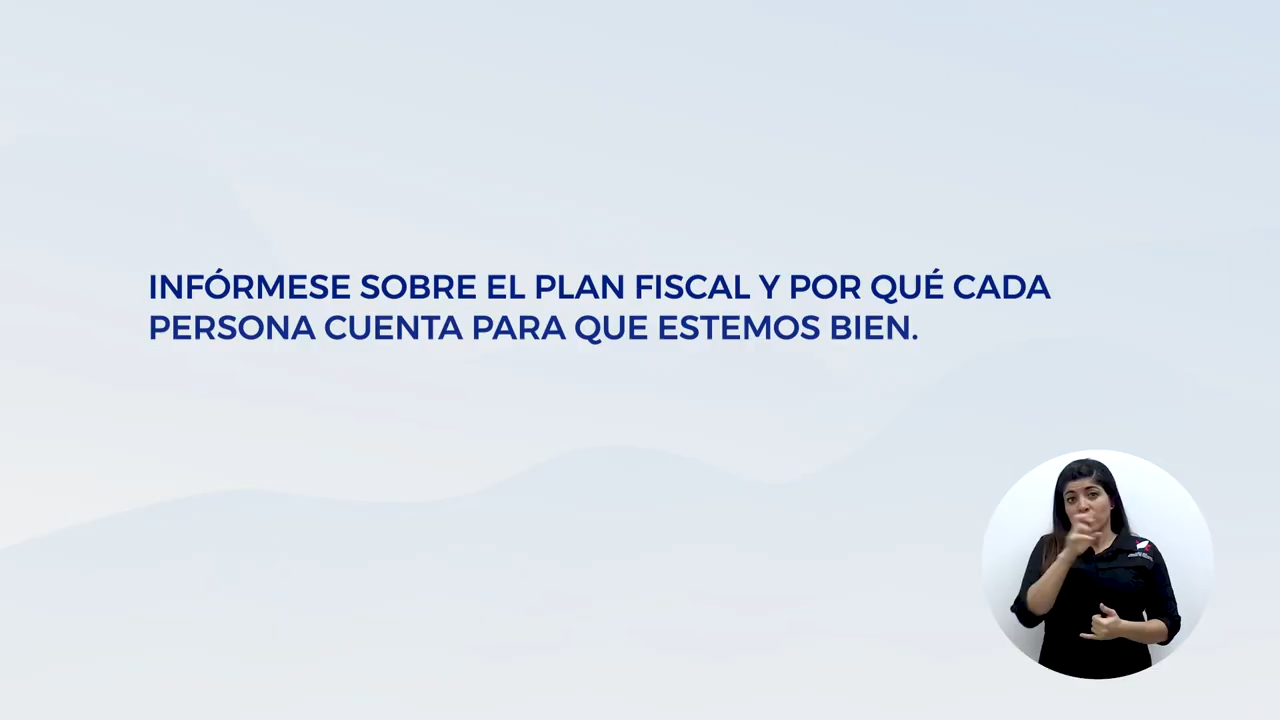 INFÓRMESE SOBRE EL PLAN FISCAL Y POR QUÉ CADA
PERSONA CUENTA PARA QUE ESTEMOS BIEN.